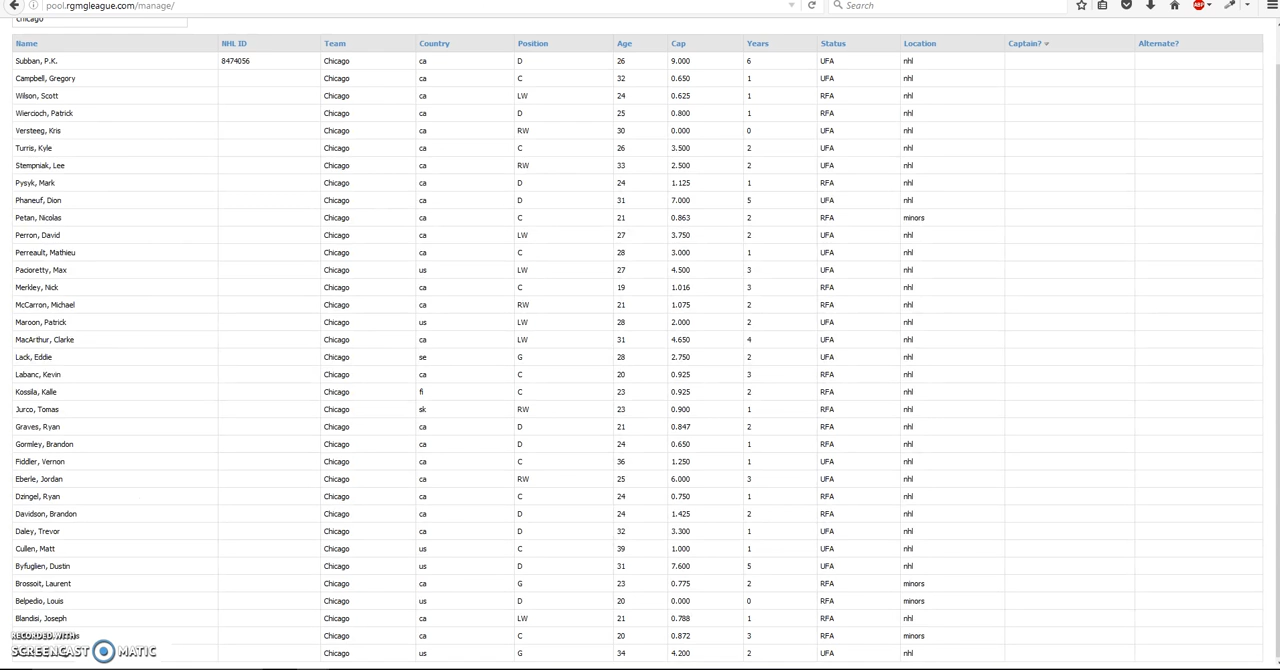 pool.rgmgleague.com/manage/ Search ABP
chicago
Name NHL ID Team Country Position Age Cap Years Status Location Captain? Alternate?
Subban, P.K. 8474056 Chicago ca D 26 9.000 6 UFA nhl
Campbell, Gregory Chicago ca C 32 0.650 1 UFA nhl
Wilson, Scott Chicago ca LW 24 0.625 1 RFA nhl
Wiercioch, Patrick Chicago ca D 25 0.800 1 RFA nhl
Versteeg, Kris Chicago ca RW 30 0.000 0 UFA nhl
Turris, Kyle Chicago ca C 26 3.500 2 UFA nhl
Stempniak, Lee Chicago ca RW 33 2.500 2 UFA nhl
Pysyk, Mark Chicago ca D 24 1.125 1 RFA nhl
Phaneuf, Dion Chicago ca D 31 7.000 5 UFA nhl
Petan, Nicolas Chicago ca C 21 0.863 2 RFA minors
Perron, David Chicago ca LW 27 3.750 2 UFA nhl
Perreault, Mathieu Chicago ca C 28 3.000 1 UFA nhl
Pacioretty, Max Chicago us LW 27 4.500 3 UFA nhl
Merkley, Nick Chicago ca C 19 1.016 3 RFA nhl
McCarron, Michael Chicago ca RW 21 1.075 2 RFA nhl
Maroon, Patrick Chicago us LW 28 2.000 2 UFA nhl
MacArthur, Clarke Chicago ca LW 31 4.650 4 UFA nhl
Lack, Eddie Chicago se G 28 2.750 2 UFA nhl
Labanc, Kevin Chicago ca C 20 0.925 3 RFA nhl
Kossila, Kalle Chicago fi C 23 0.925 2 RFA nhl
Jurco, Tomas Chicago sk RW 23 0.900 1 RFA nhl
Graves, Ryan Chicago ca D 21 0.847 2 RFA nhl
Gormley, Brandon Chicago ca D 24 0.650 1 RFA nhl
Fiddler, Vernon Chicago ca C 36 1.250 1 UFA nhl
Eberle, Jordan Chicago ca RW 25 6.000 3 UFA nhl
Dzingel, Ryan Chicago ca C 24 0.750 1 RFA nhl
Davidson, Brandon Chicago ca D 24 1.425 2 RFA nhl
Daley, Trevor Chicago ca D 32 3.300 1 UFA nhl
Cullen, Matt Chicago us C 39 1.000 1 UFA nhl
Byfuglien, Dustin Chicago us D 31 7.600 5 UFA nhl
Brossoit, Laurent Chicago ca G 23 0.775 2 RFA minors
Belpedio, Louis Chicago us D 20 0.000 0 RFA minors
Blandisi, Joseph Chicago ca LW 21 0.788 1 RFA nhl
RECORDED WITH Chicago ca C 20 0.872 3 RFA minors
SCREENCAST MATIC Chicago us G 34 4.200 2 UFA nhl